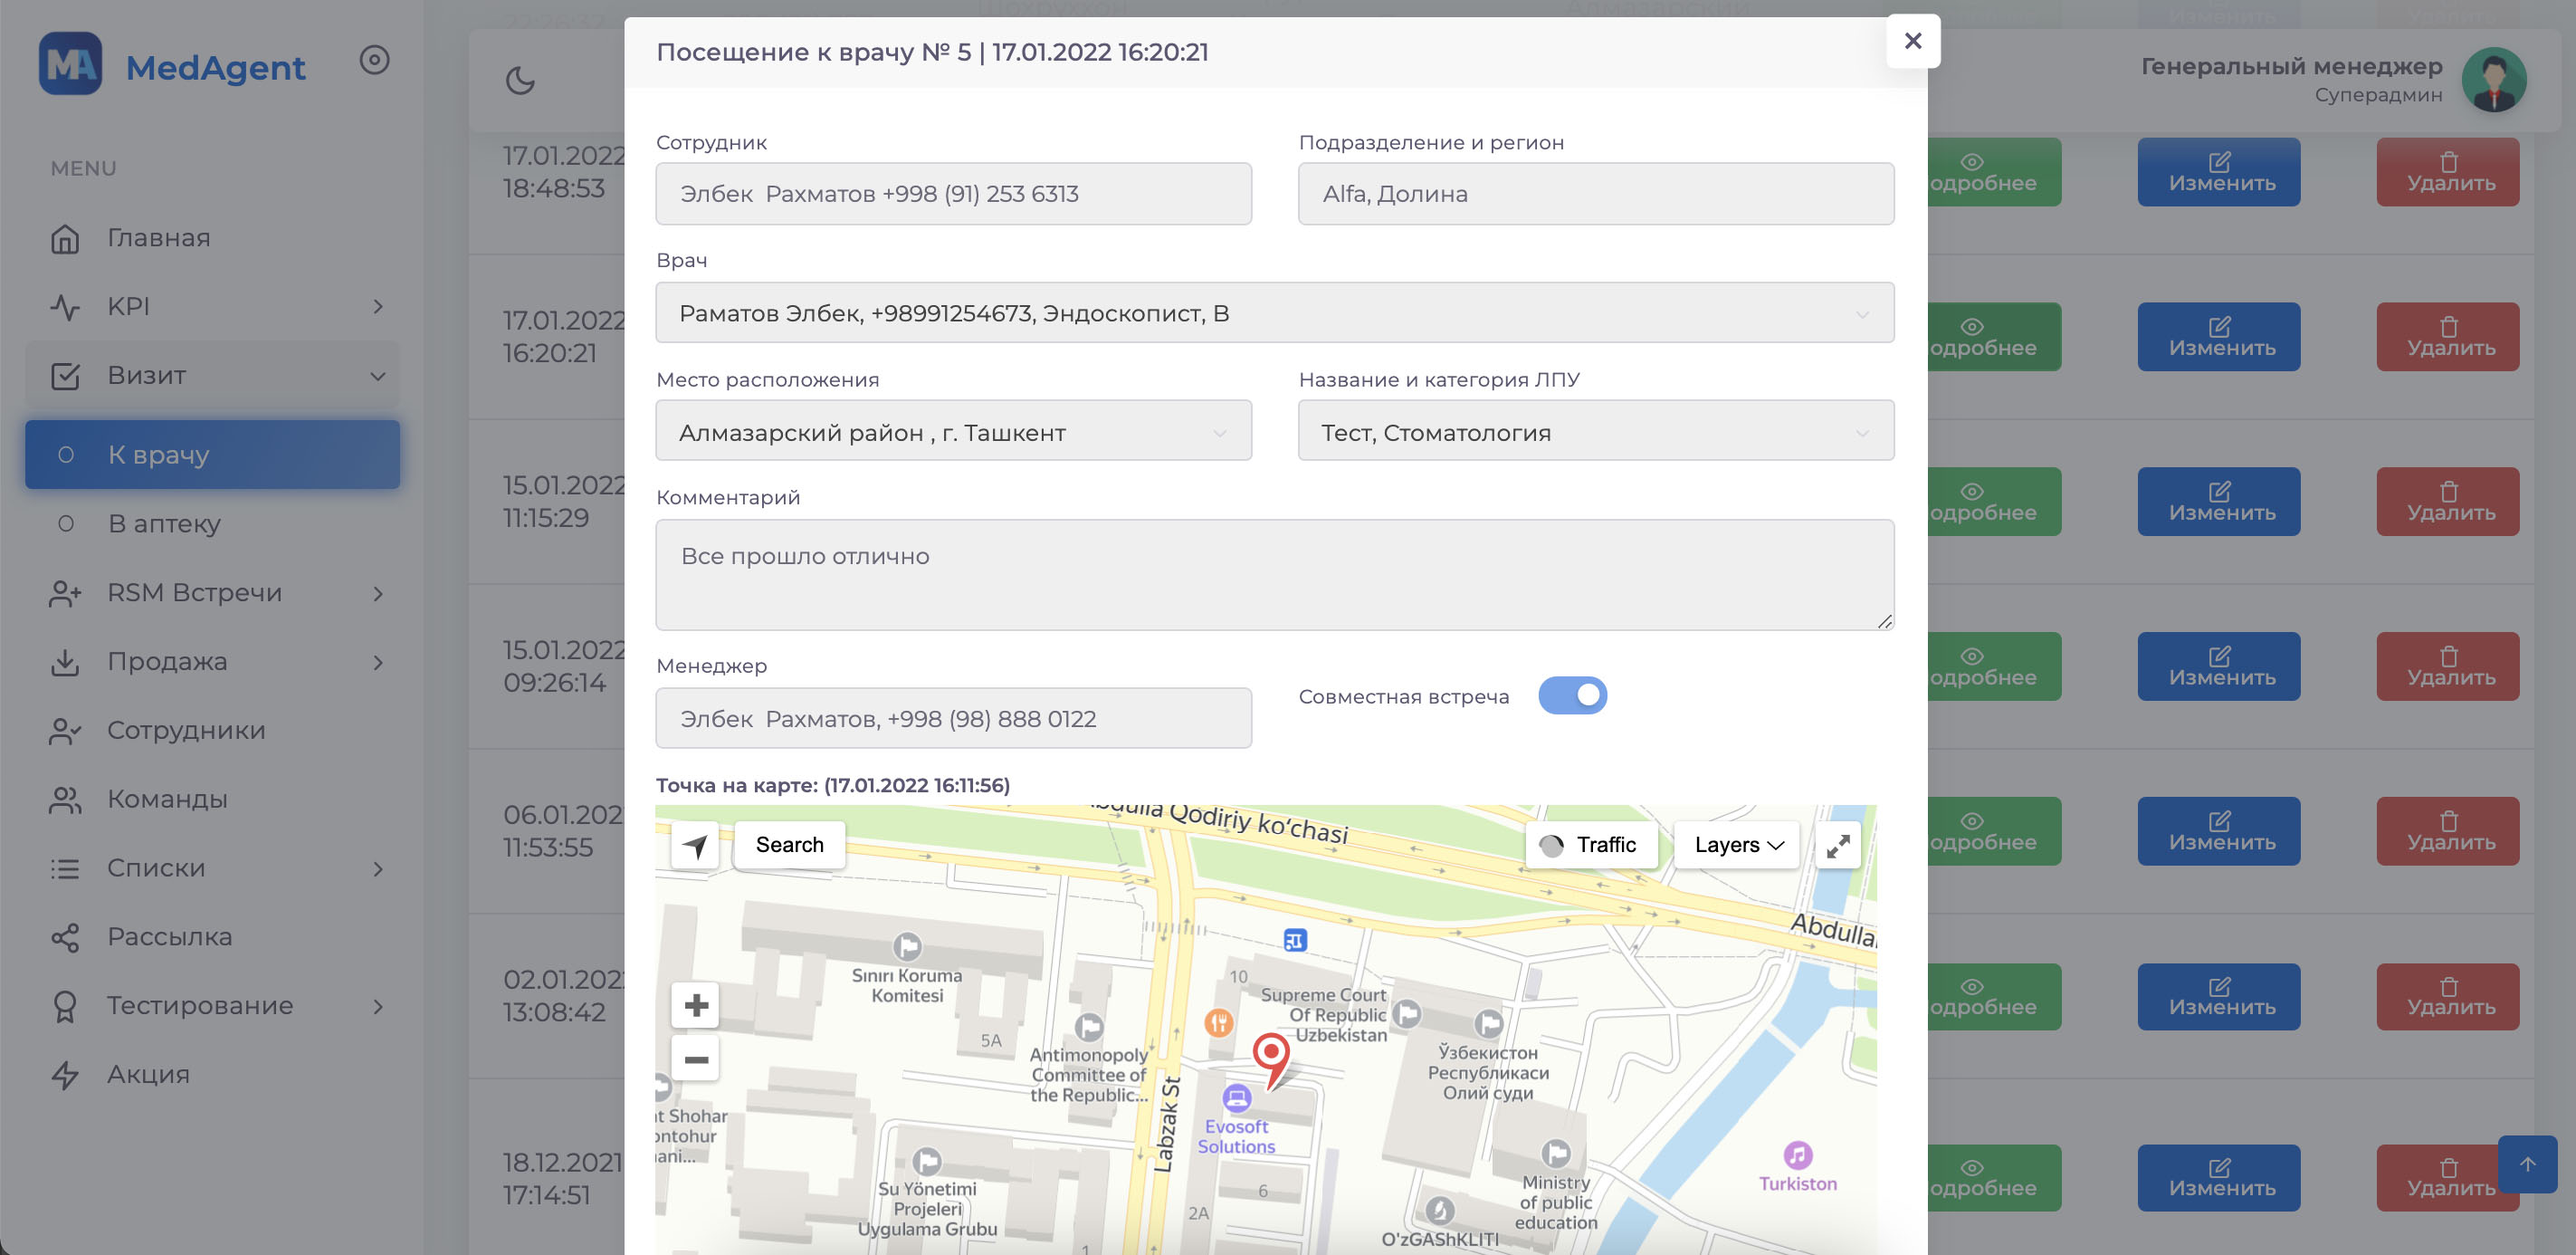 MA MedAgent
MENU
Главная
KPI
Визит
К врачу
В аптеку
RSM Встречи
Продажа
Сотрудники
Команды
Списки
Рассылка
Тестирование
Акция
Генеральный менеджер
Суперадмин
Посещение к врачу № 5 | 17.01.2022 16:20:21
Сотрудник
Элбек Рахматов +998 (91) 253 6313
Подразделение и регион
Alfa, Долина
Врач
Раматов Элбек, +98991254673, Эндоскопист, В
Место расположения
Алмазарский район , г. Ташкент
Название и категория ЛПУ
Тест, Стоматология
Комментарий
Все прошло отлично
Менеджер
Элбек Рахматов, +998 (98) 888 0122
Совместная встреча
Точка на карте: (17.01.2022 16:11:56)
Search
Traffic
Layers
Abdulla Qodiriy ko‘chasi
Abdulla
Sınırı Koruma
Komitesi
5A
10
Supreme Court
Of Republic
Uzbekistan
Antimonopoly
Committee of
the Republic...
Ўзбекистон
Республикаси
Олий суди
Labzak St
Evosoft
Solutions
Shohar
Su Yönetimi
Projeleri
Uygulama Grubu
6
2A
1
Ministry
of public
education
O'zGAShKLITI
Turkiston
17.01.2022
18:48:53
одробнее
Изменить
Удалить
17.01.2022
16:20:21
одробнее
Изменить
Удалить
15.01.2022
11:15:29
одробнее
Изменить
Удалить
15.01.2022
09:26:14
одробнее
Изменить
Удалить
06.01.202
11:53:55
одробнее
Изменить
Удалить
02.01.202
13:08:42
одробнее
Изменить
Удалить
18.12.2021
17:14:51
одробнее
Изменить
Удалить